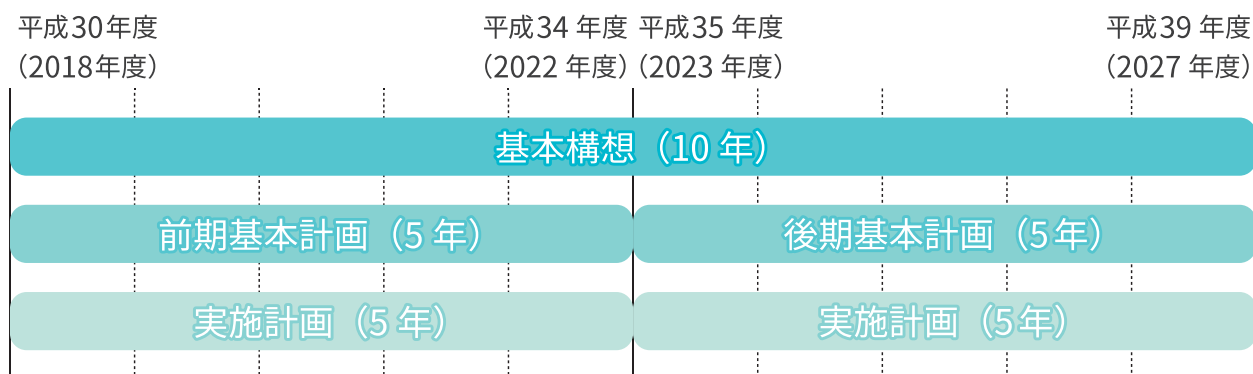 平成30年度
(2018年度)
平成34 年度
(2022 年度)
平成35 年度
(2023 年度)
平成39 年度
(2027 年度)
基本構想（10 年）
前期基本計画（5 年）
後期基本計画（5年）
実施計画（5 年）
実施計画（5年）